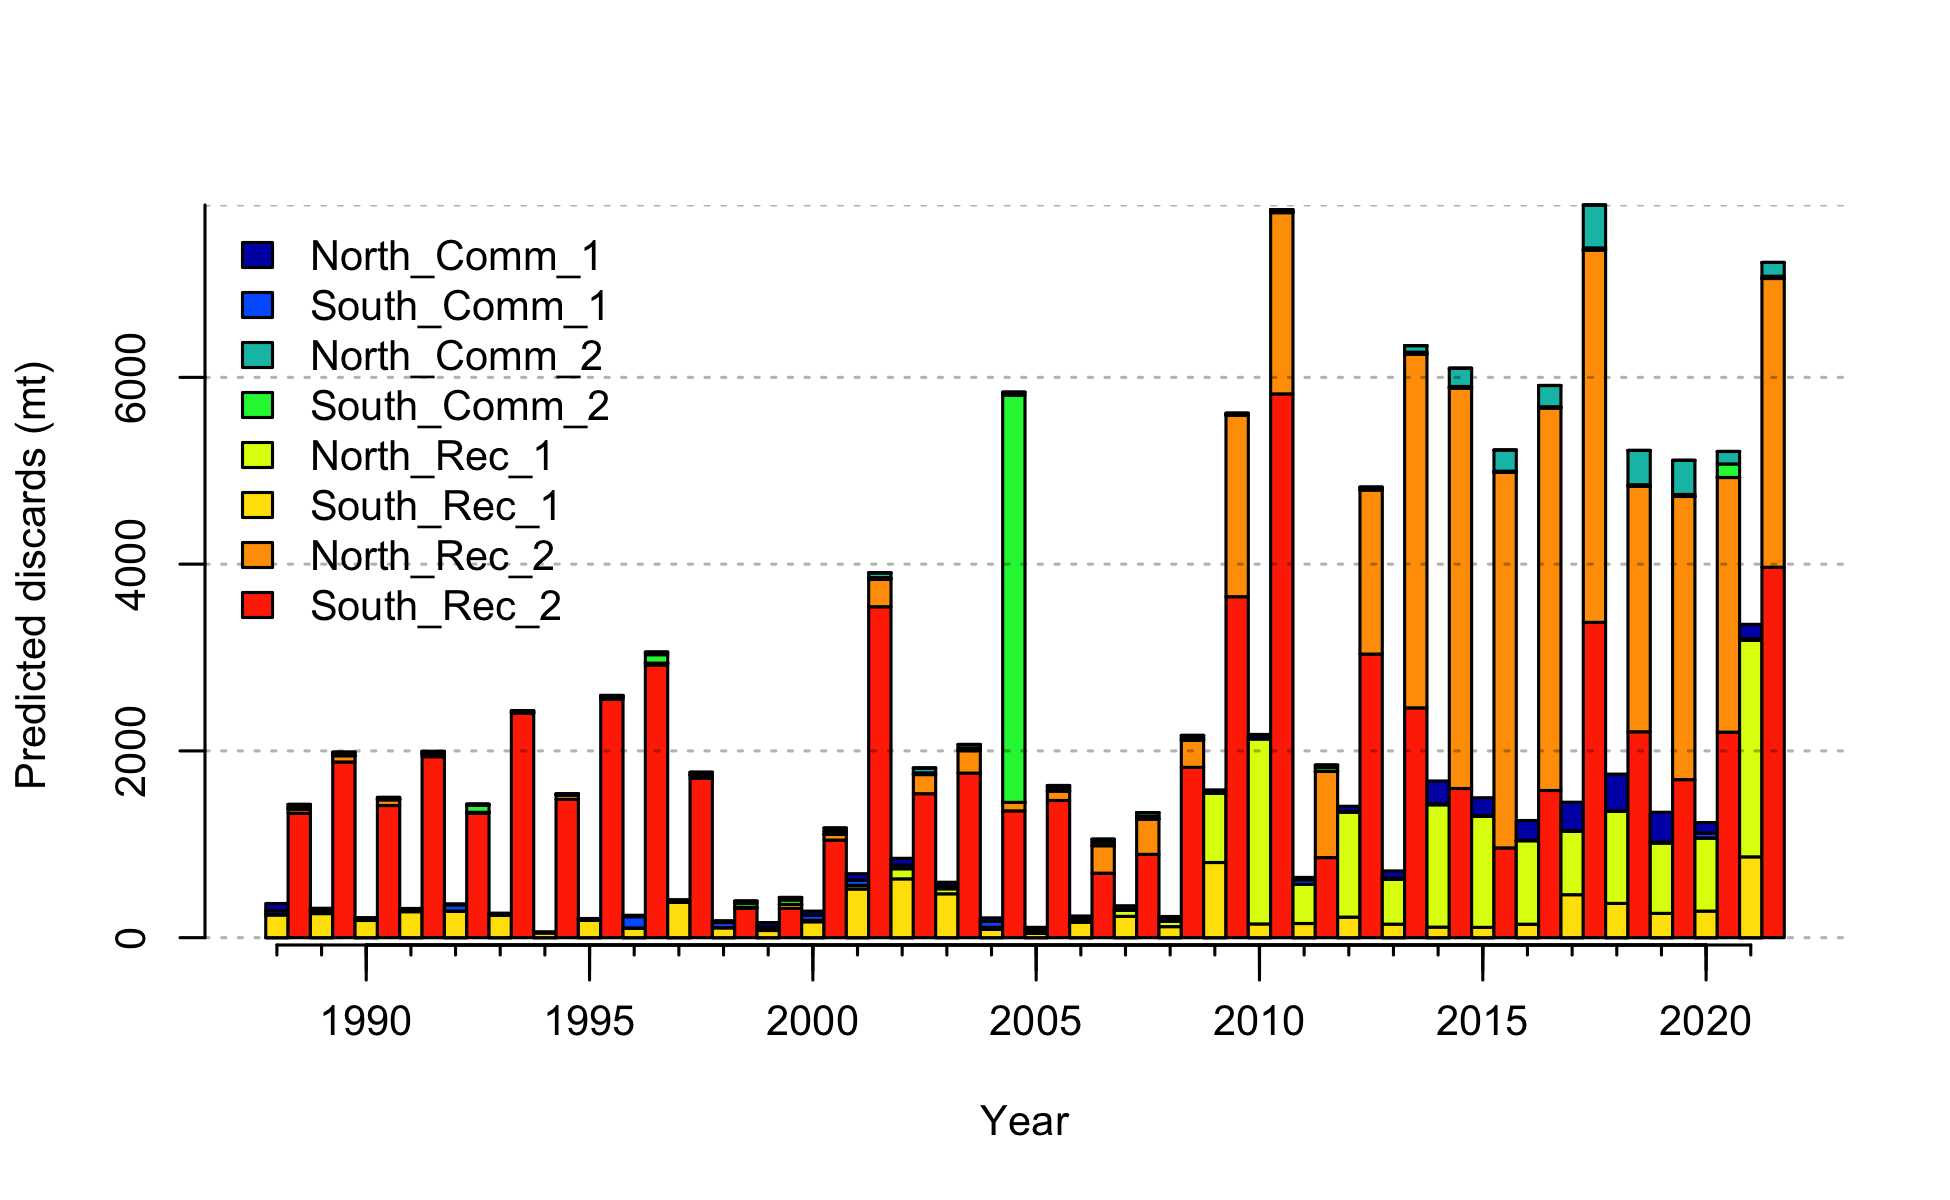 North_Comm_1
South_Comm_1
North_Comm_2
South_Comm_2
North_Rec_1
South_Rec_1
North_Rec_2
South_Rec_2
Predicted discards (mt)
6000
4000
2000
0
1990 1995 2000 2005 2010 2015 2020
Year